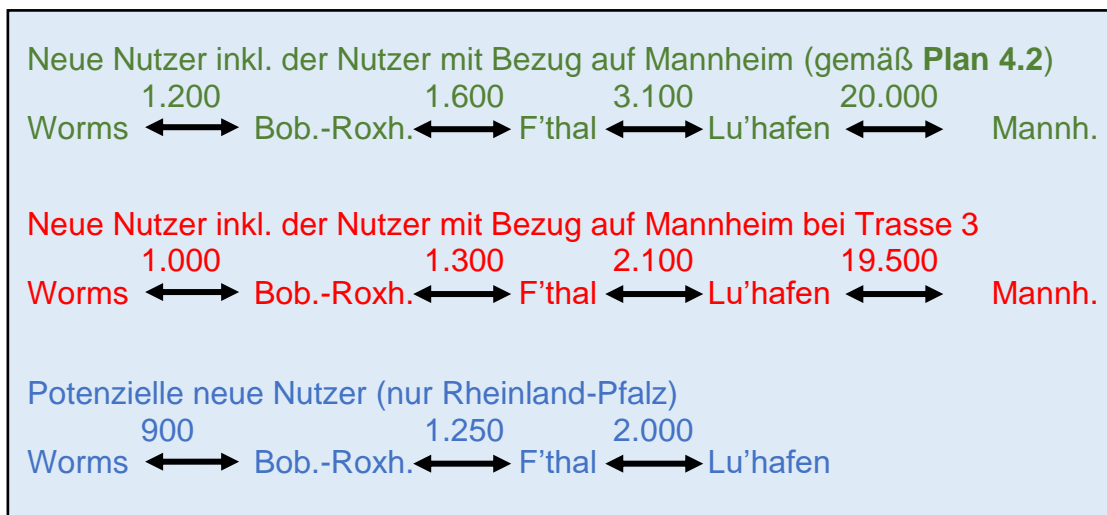 Neue Nutzer inkl. der Nutzer mit Bezug auf Mannheim (gemäß Plan 4.2)
1.200 1.600 3.100 20.000
Worms Bob.-Roxh. F'thal Lu'hafen Mannh.
Neue Nutzer inkl. der Nutzer mit Bezug auf Mannheim bei Trasse 3
1.000 1.300 2.100 19.500
Worms Bob.-Roxh. F'thal Lu'hafen Mannh.
Potenzielle neue Nutzer (nur Rheinland-Pfalz)
900 1.250 2.000
Worms Bob.-Roxh. F'thal Lu'hafen